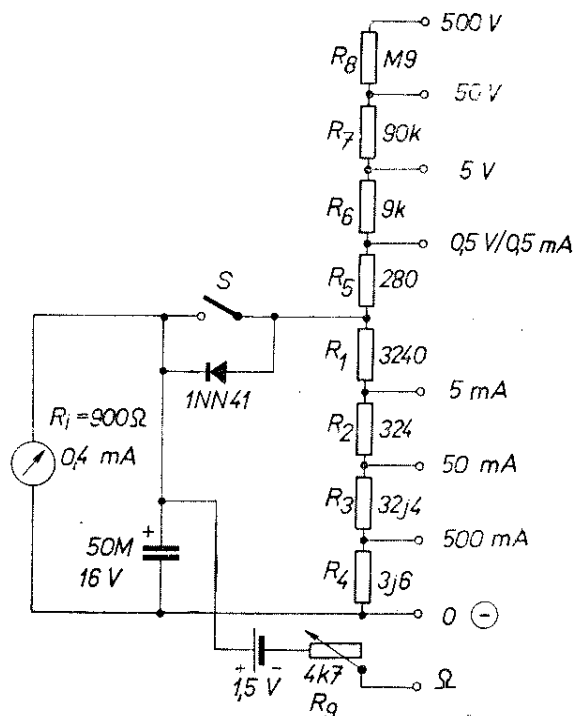 500 V
R8 M9
50 V
R7 90k
5 V
R6 9k
0,5 V/0,5 mA
R5 280
S
R1 3240
1NN41
5 mA
Ri = 900Ω
0,4 mA
R2 324
50 mA
R3 32j4
50M +
16 V
500 mA
R4 3j6
0 −
+ −
1,5 V
4k7
R9
Ω